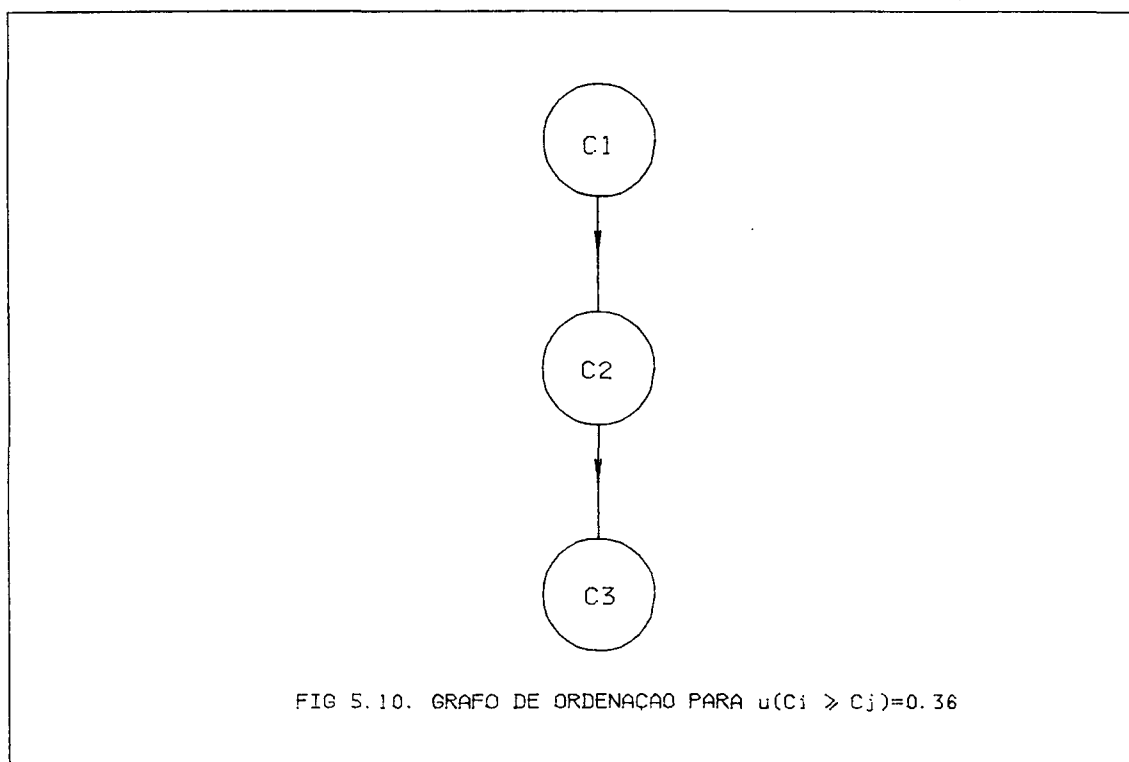 C1
C2
C3
FIG 5.10. GRAFO DE ORDENAÇAO PARA u(Ci ≥ Cj)=0.36